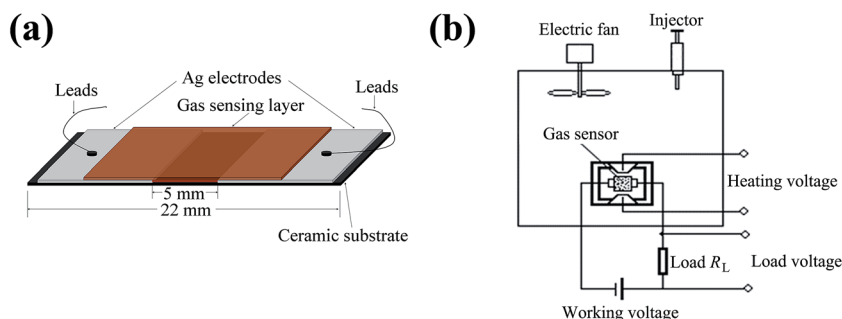 (a)
Leads
Ag electrodes
Gas sensing layer
Leads
5 mm
22 mm
Ceramic substrate
(b)
Electric fan
Injector
Gas sensor
Heating voltage
Load R_L
Load voltage
Working voltage